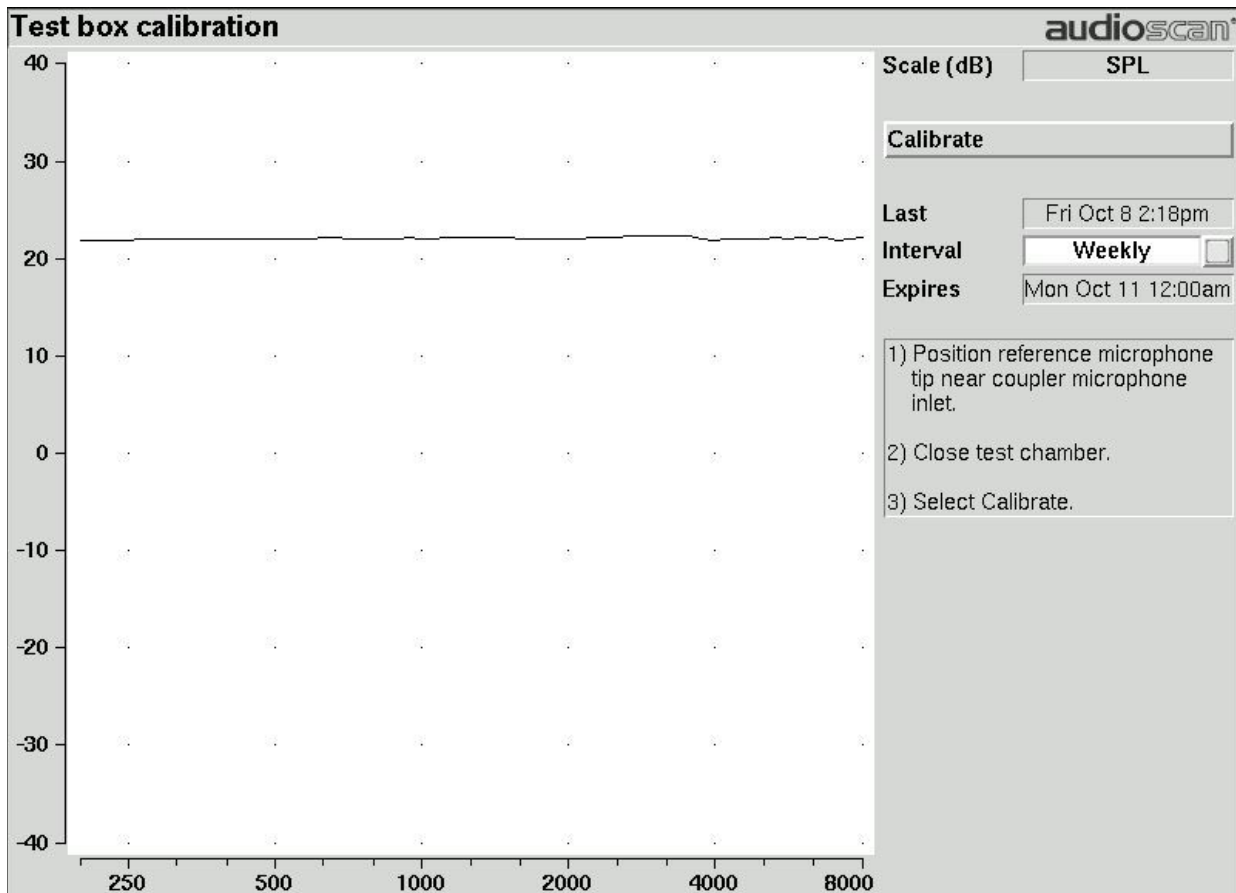 Test box calibration
audioscan
Scale (dB) SPL
Calibrate
Last Fri Oct 8 2:18pm
Interval Weekly
Expires Mon Oct 11 12:00am
1) Position reference microphone
tip near coupler microphone
inlet.
2) Close test chamber.
3) Select Calibrate.
40
30
20
10
0
-10
-20
-30
-40
250 500 1000 2000 4000 8000